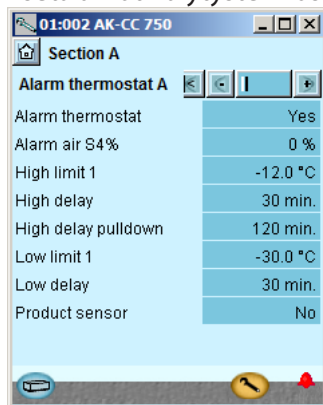 01:002 AK-CC 750
Section A
Alarm thermostat A
Alarm thermostat Yes
Alarm air S4% 0 %
High limit 1 -12.0 °C
High delay 30 min.
High delay pulldown 120 min.
Low limit 1 -30.0 °C
Low delay 30 min.
Product sensor No